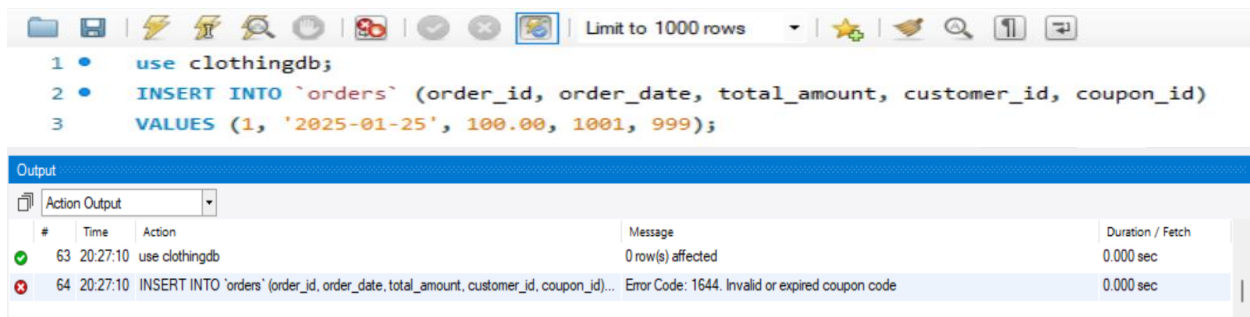 Limit to 1000 rows
1 use clothingdb;
2 INSERT INTO `orders` (order_id, order_date, total_amount, customer_id, coupon_id)
3 VALUES (1, '2025-01-25', 100.00, 1001, 999);
Output
Action Output
# Time Action Message Duration / Fetch
63 20:27:10 use clothingdb 0 row(s) affected 0.000 sec
64 20:27:10 INSERT INTO `orders` (order_id, order_date, total_amount, customer_id, coupon_id)... Error Code: 1644. Invalid or expired coupon code 0.000 sec